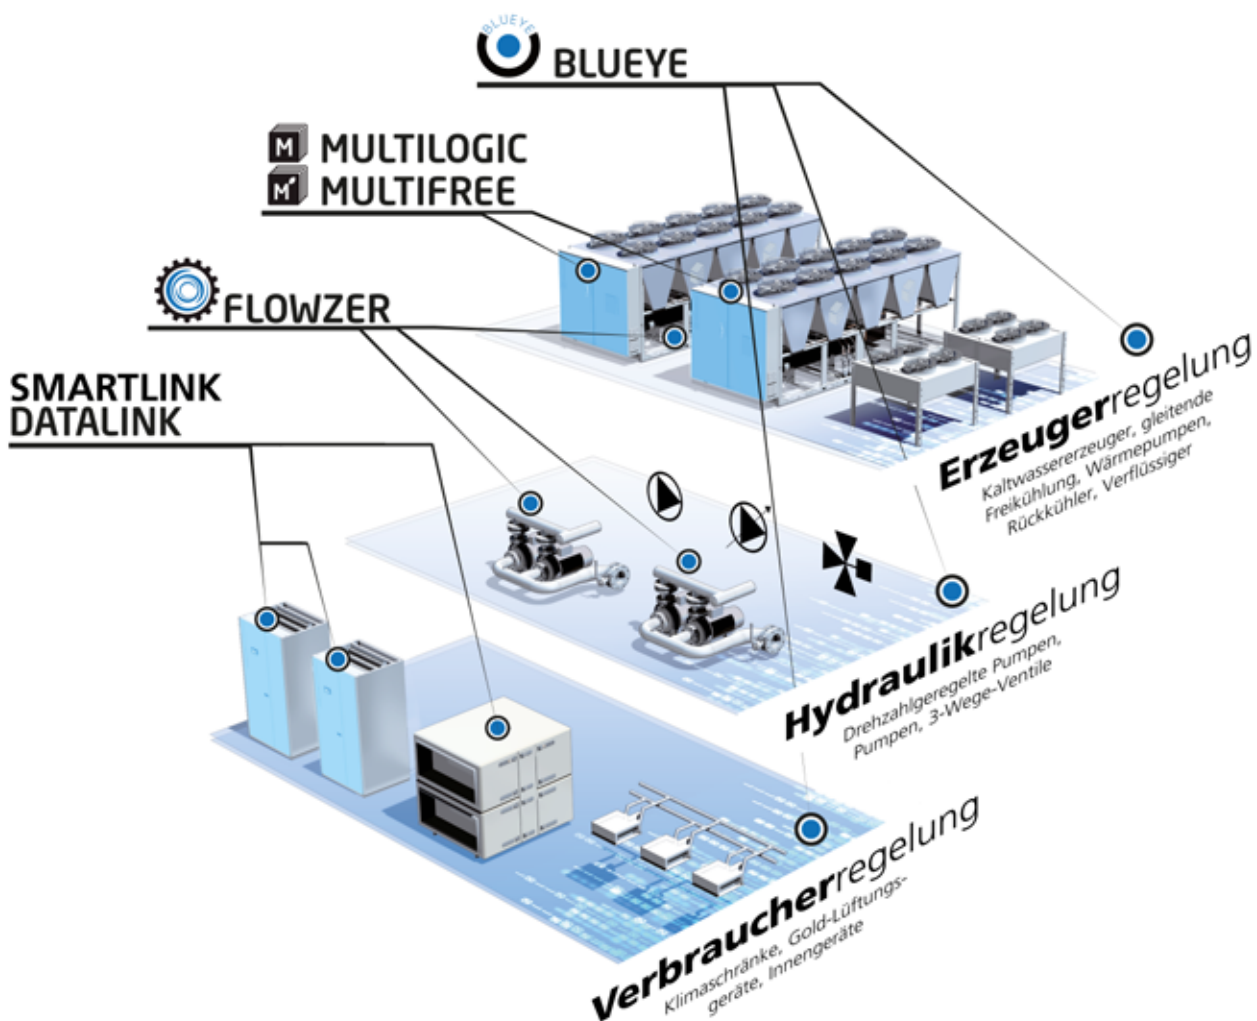 BLUEYE
BLUEYE
M MULTILOGIC
M MULTIFREE
FLOWZER
SMARTLINK
DATALINK
Erzeugerregelung
Kaltwassererzeuger, gleitende
Freikühlung, Wärmepumpen,
Rückkühler, Verflüssiger
Hydraulikregelung
Drehzahlgeregelte Pumpen,
Pumpen, 3-Wege-Ventile
Verbraucherregelung
Klimaschränke, Gold-Lüftungs-
geräte, Innengeräte